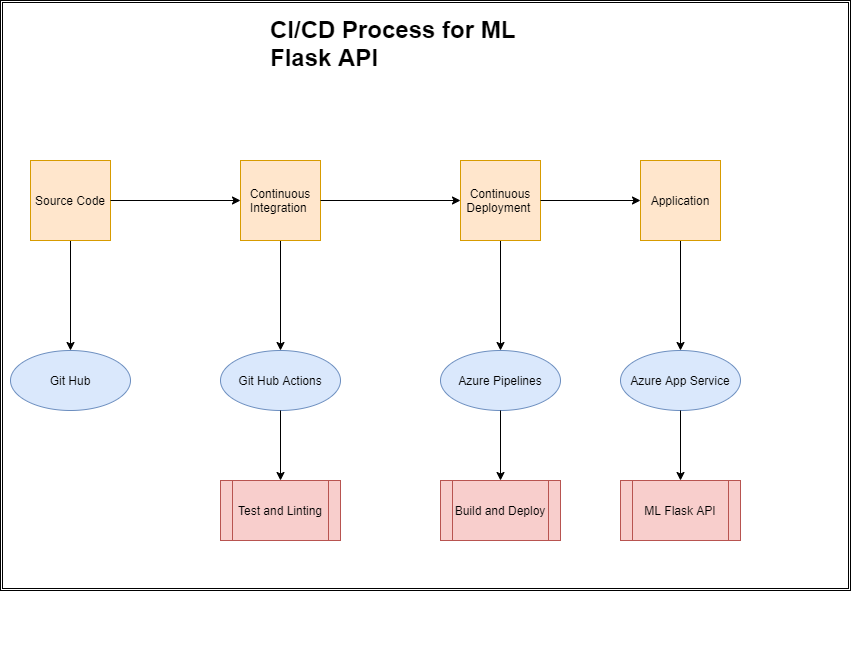 CI/CD Process for ML
Flask API
Source Code
Continuous
Integration
Continuous
Deployment
Application
Git Hub
Git Hub Actions
Azure Pipelines
Azure App Service
Test and Linting
Build and Deploy
ML Flask API